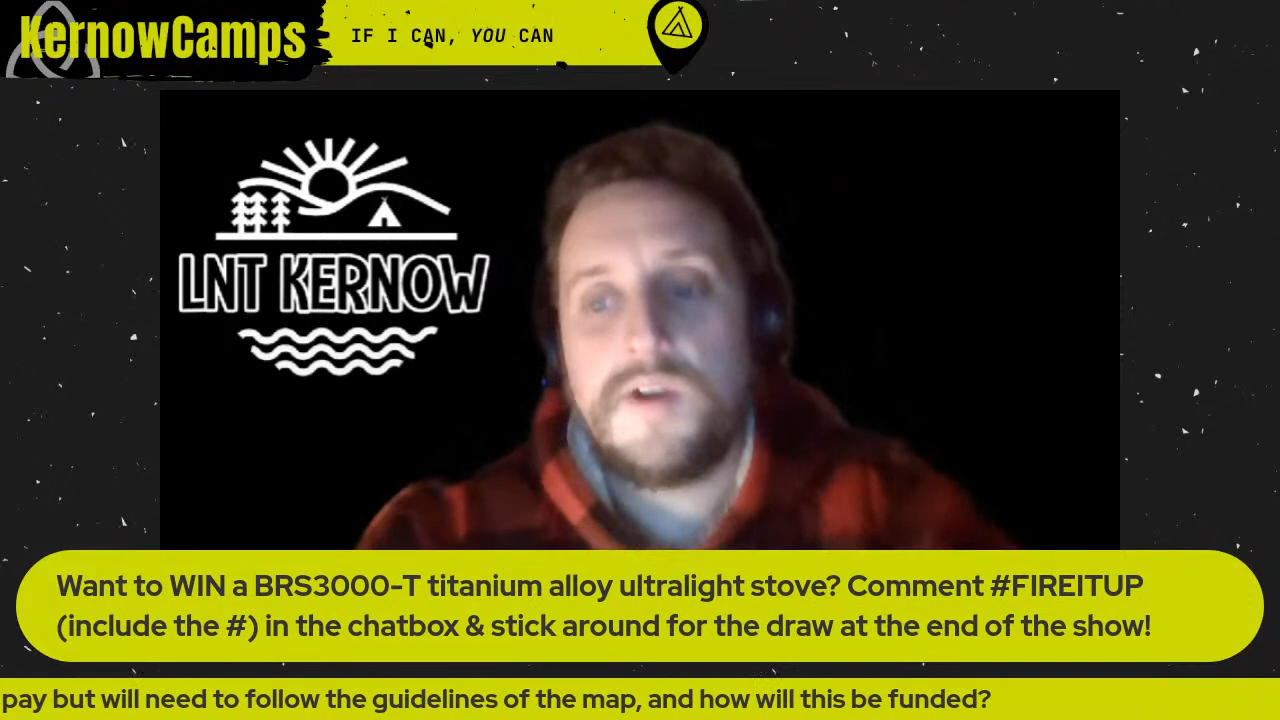 KernowCamps
IF I CAN, YOU CAN
LNT KERNOW
Want to WIN a BRS3000-T titanium alloy ultralight stove? Comment #FIREITUP
(include the #) in the chatbox & stick around for the draw at the end of the show!
pay but will need to follow the guidelines of the map, and how will this be funded?